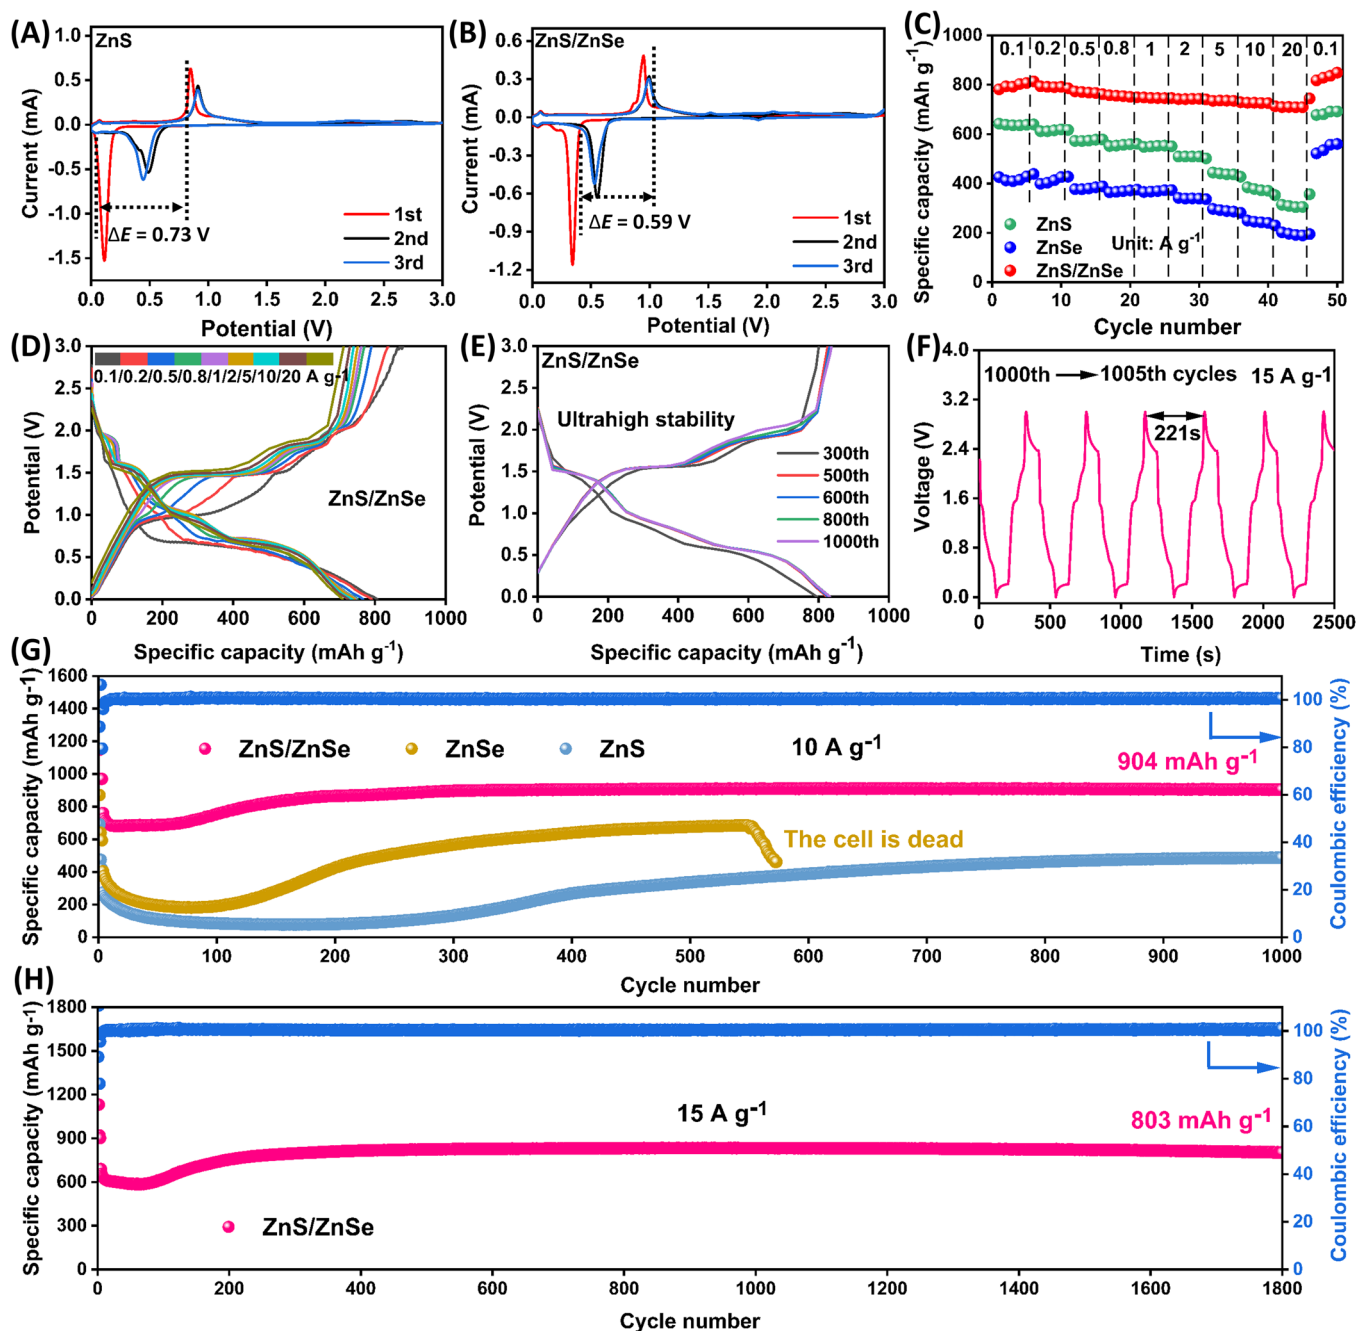 (A)
ZnS
1.0
0.5
0.0
-0.5
-1.0
-1.5
Current (mA)
ΔE = 0.73 V
1st
2nd
3rd
0.0 0.5 1.0 1.5 2.0 2.5 3.0
Potential (V)
(B)
ZnS/ZnSe
0.6
0.3
0.0
-0.3
-0.6
-0.9
-1.2
Current (mA)
ΔE = 0.59 V
1st
2nd
3rd
0.0 0.5 1.0 1.5 2.0 2.5 3.0
Potential (V)
(C)
1000
800
600
400
200
0
Specific capacity (mAh g-1)
0.1 0.2 0.5 0.8 1 2 5 10 20 0.1
ZnS
ZnSe
ZnS/ZnSe
Unit: A g-1
0 10 20 30 40 50
Cycle number
(D)
3.0
2.5
2.0
1.5
1.0
0.5
0.0
Potential (V)
0.1/0.2/0.5/0.8/1/2/5/10/20 A g-1
ZnS/ZnSe
0 200 400 600 800 1000
Specific capacity (mAh g-1)
(E)
3.0
2.5
2.0
1.5
1.0
0.5
0.0
Potential (V)
ZnS/ZnSe
Ultrahigh stability
300th
500th
600th
800th
1000th
0 200 400 600 800 1000
Specific capacity (mAh g-1)
(F)
4.0
3.2
2.4
1.6
0.8
0.0
Voltage (V)
1000th 1005th cycles 15 A g-1
221s
0 500 1000 1500 2000 2500
Time (s)
(G)
1600
1400
1200
1000
800
600
400
200
0
Specific capacity (mAh g-1)
ZnS/ZnSe ZnSe ZnS
10 A g-1
904 mAh g-1
The cell is dead
100
80
60
40
20
0
Coulombic efficiency (%)
0 100 200 300 400 500 600 700 800 900 1000
Cycle number
(H)
1800
1500
1200
900
600
300
0
Specific capacity (mAh g-1)
15 A g-1
803 mAh g-1
ZnS/ZnSe
100
80
60
40
20
0
Coulombic efficiency (%)
0 200 400 600 800 1000 1200 1400 1600 1800
Cycle number